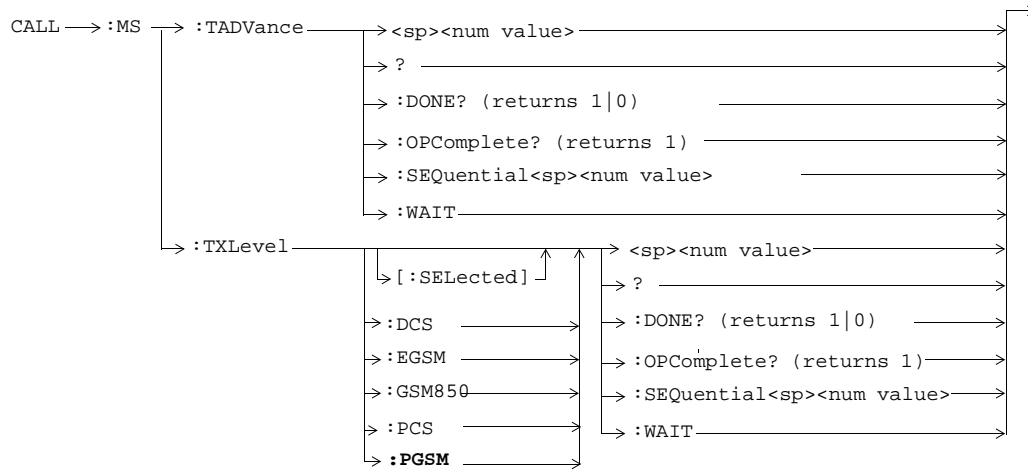 CALL :MS :TADVance <sp><num value>
?
:DONE? (returns 1|0)
:OPComplete? (returns 1)
:SEQuential<sp><num value>
:WAIT
:TXLevel <sp><num value>
[:SELected] ?
:DCS :DONE? (returns 1|0)
:EGSM :OPComplete? (returns 1)
:GSM850 :SEQuential<sp><num value>
:PCS :WAIT
:PGSM